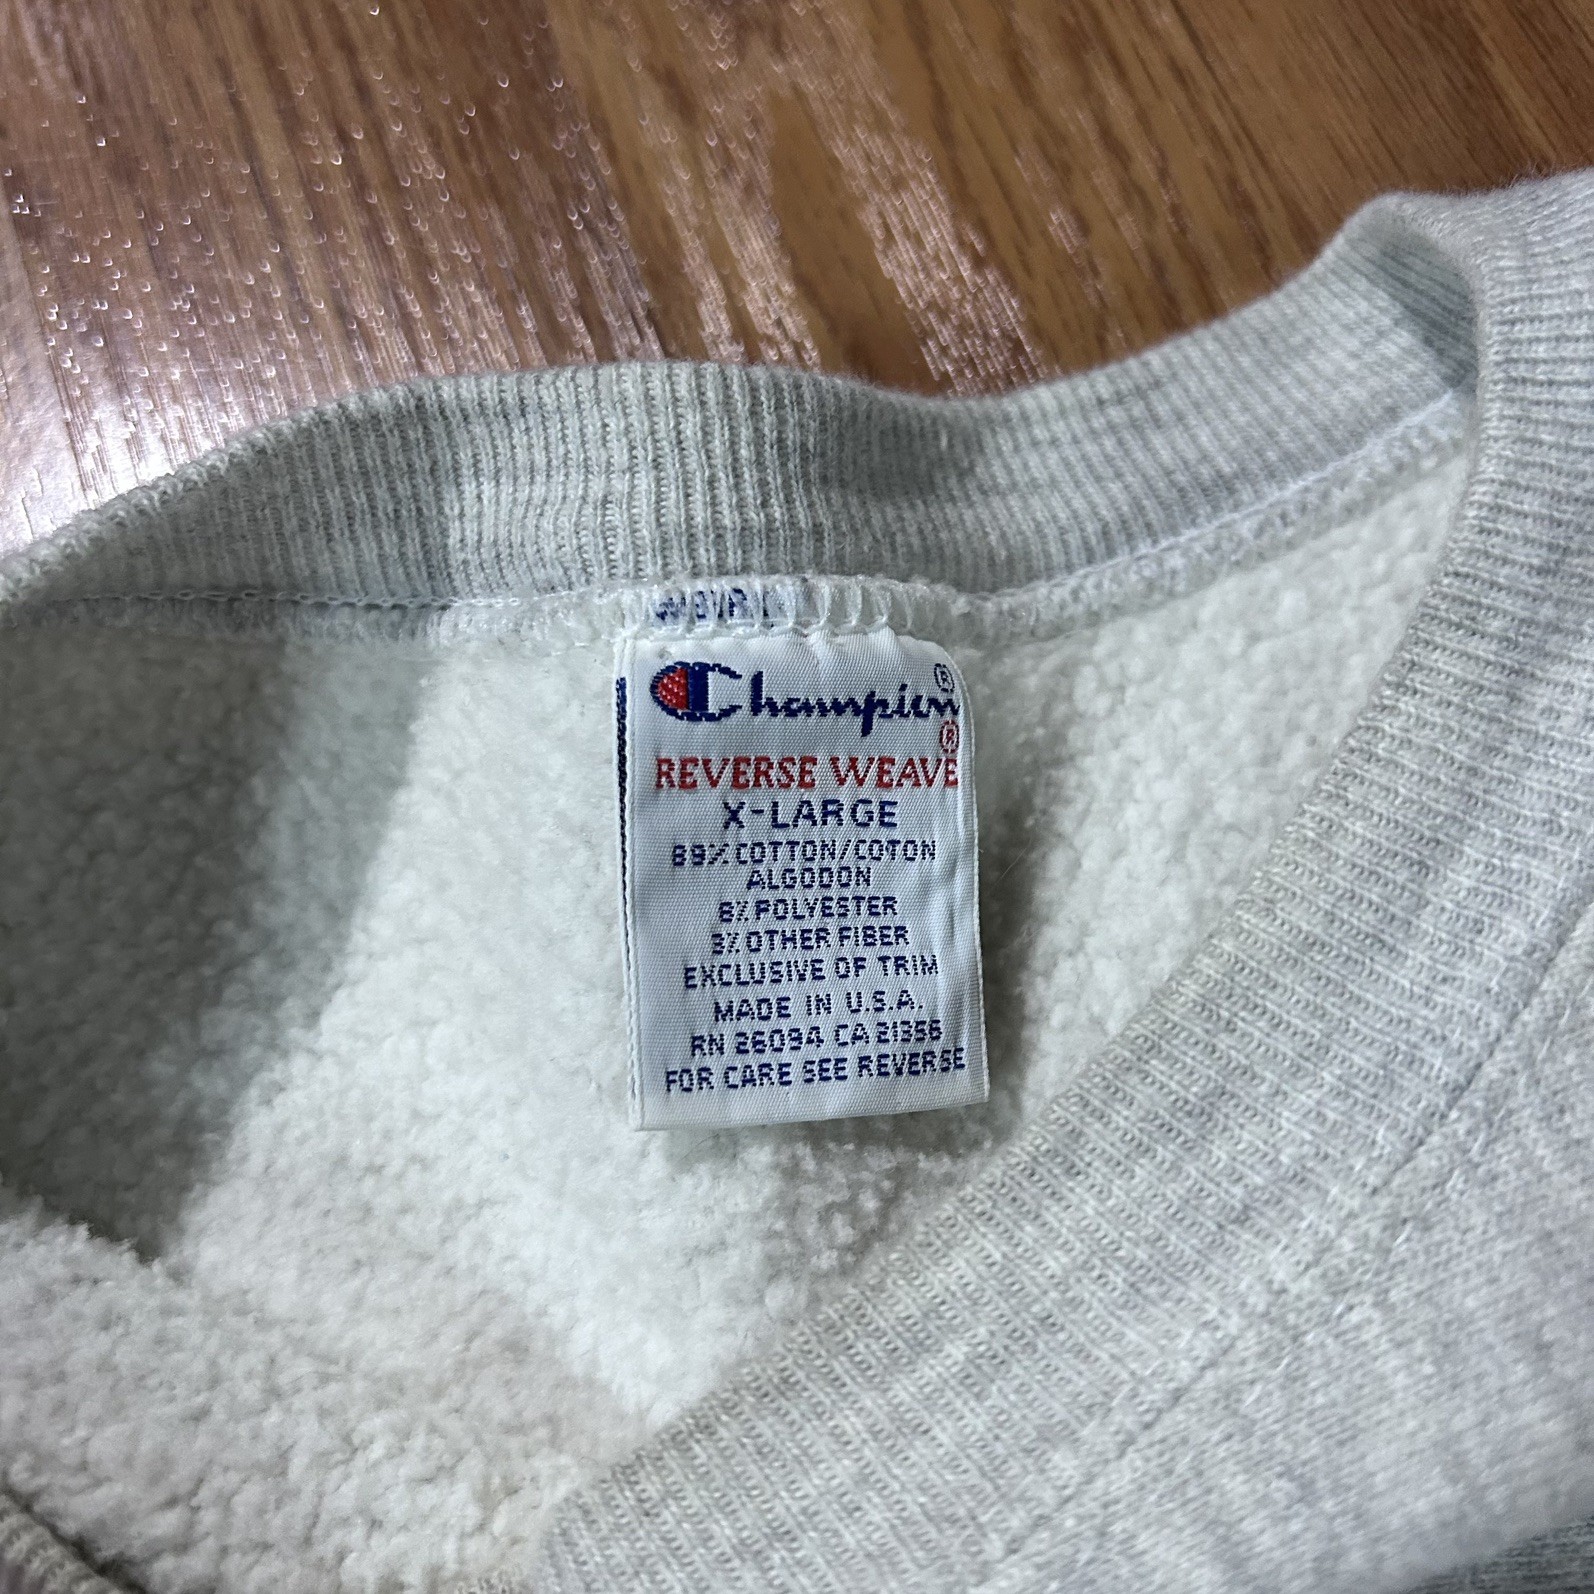 Champion®
®
REVERSE WEAVE
X-LARGE
89% COTTON/COTON
ALGODON
8% POLYESTER
3% OTHER FIBER
EXCLUSIVE OF TRIM
MADE IN U.S.A.
RN 26094 CA 21356
FOR CARE SEE REVERSE